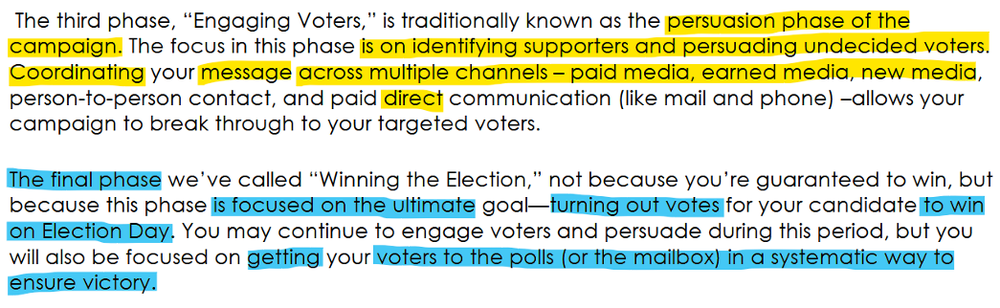 The third phase, “Engaging Voters,” is traditionally known as the persuasion phase of the
campaign. The focus in this phase is on identifying supporters and persuading undecided voters.
Coordinating your message across multiple channels – paid media, earned media, new media,
person-to-person contact, and paid direct communication (like mail and phone) –allows your
campaign to break through to your targeted voters.
The final phase we’ve called “Winning the Election,” not because you’re guaranteed to win, but
because this phase is focused on the ultimate goal—turning out votes for your candidate to win
on Election Day. You may continue to engage voters and persuade during this period, but you
will also be focused on getting your voters to the polls (or the mailbox) in a systematic way to
ensure victory.